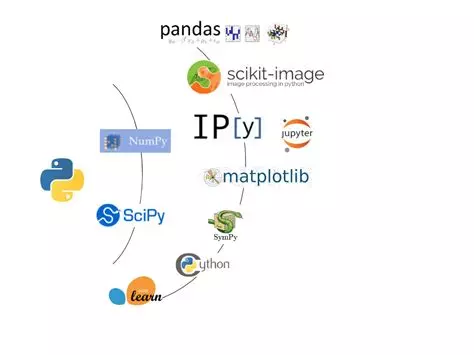 pandas
scikit-image
image processing in python
IP[y]
jupyter
NumPy
matplotlib
SciPy
SymPy
Cython
learn